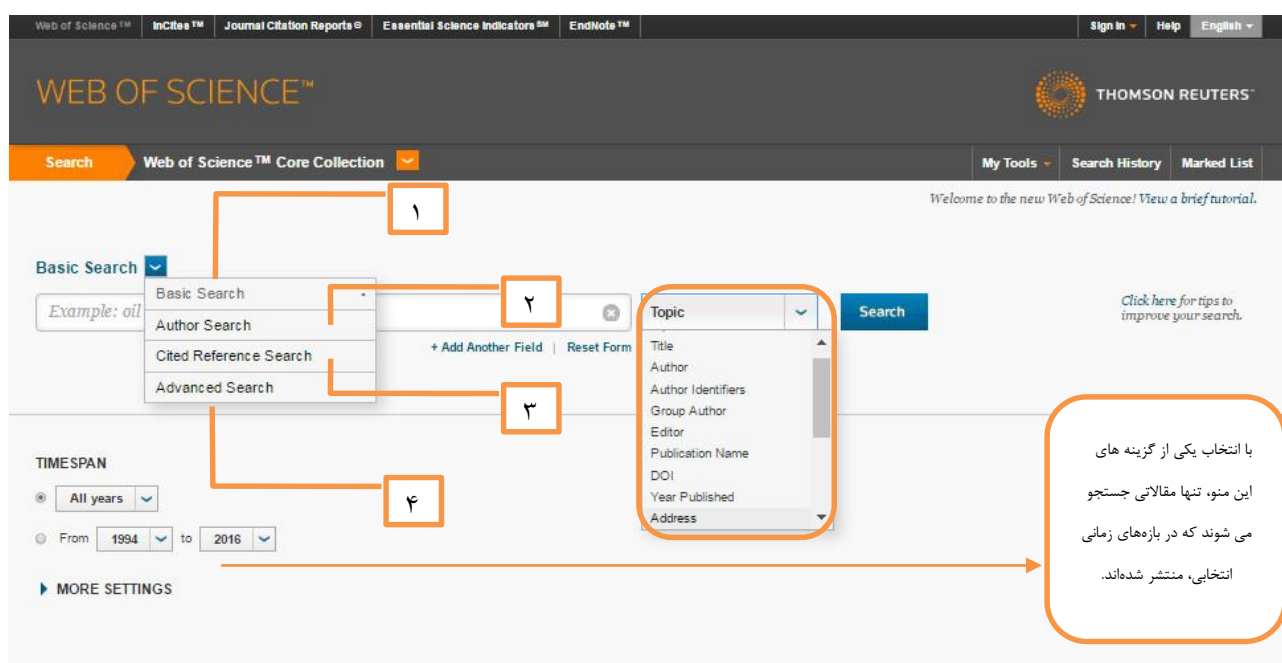 Web of Science™ InCites™ Journal Citation Reports® Essential Science Indicators℠ EndNote™ Sign In Help English
WEB OF SCIENCE™
THOMSON REUTERS™
Search Web of Science™ Core Collection My Tools Search History Marked List
Welcome to the new Web of Science! View a brief tutorial.
۱
Basic Search
Basic Search
Example: oil
۲
Topic
Search
Click here for tips to
improve your search.
Author Search
+ Add Another Field | Reset Form
Cited Reference Search
Advanced Search
۳
Title
Author
Author Identifiers
Group Author
Editor
Publication Name
DOI
Year Published
Address
TIMESPAN
All years
۴
From 1994 to 2016
MORE SETTINGS
با انتخاب یکی از گزینه های
این منو، تنها مقالاتی جستجو
می شوند که در بازه‌های زمانی
انتخابی، منتشر شده‌اند.